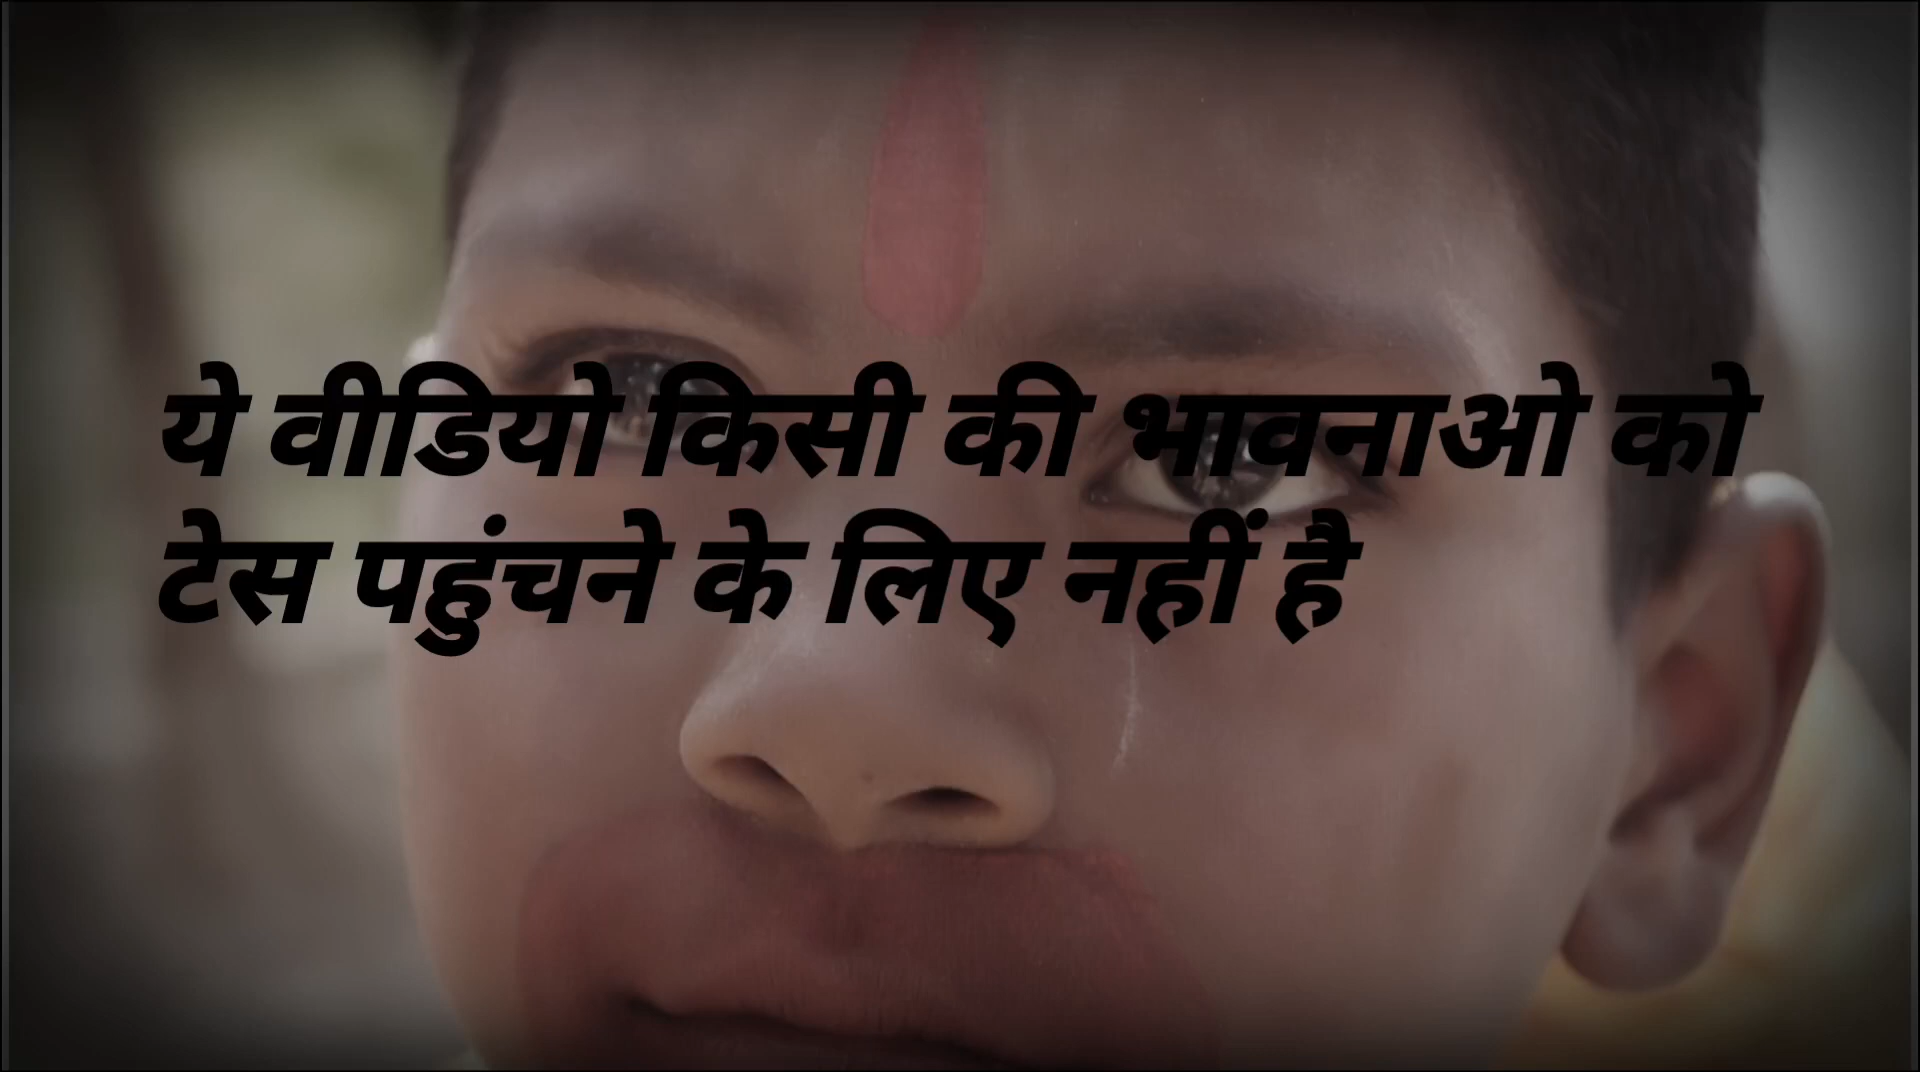 ये वीडियो किसी की भावनाओ को
टेस पहुंचने के लिए नहीं है